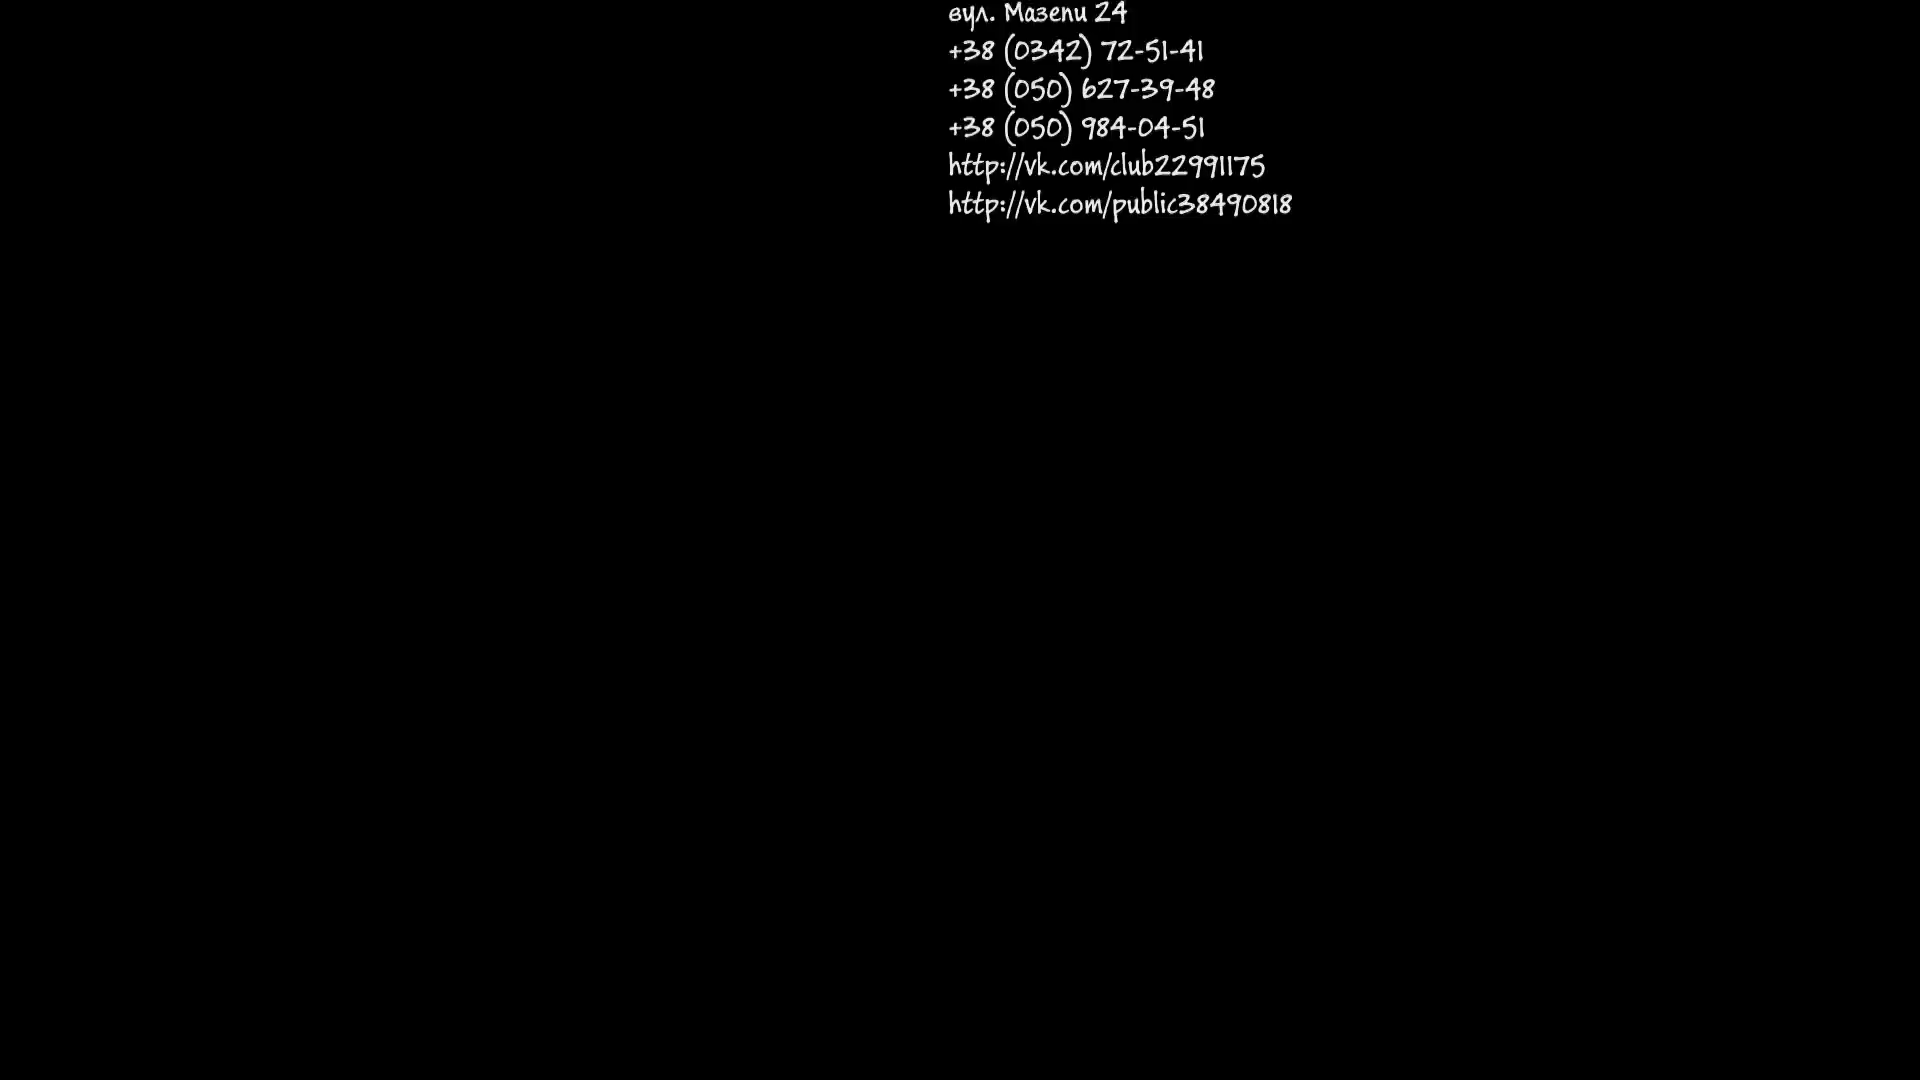 вул. Мазепи 24
+38 (0342) 72-51-41
+38 (050) 627-39-48
+38 (050) 984-04-51
http://vk.com/club22991175
http://vk.com/public38490818